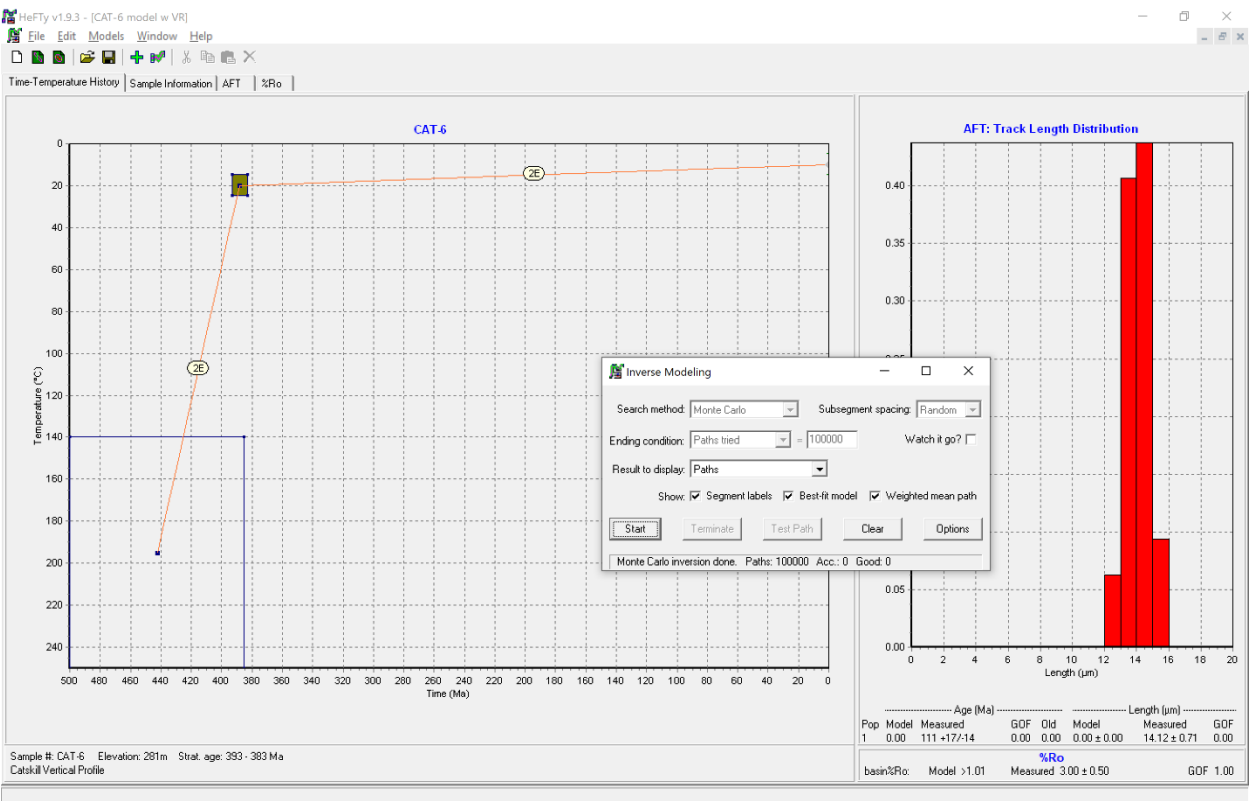 HeFTy v1.9.3 - [CAT-6 model w VR]
File Edit Models Window Help
Time-Temperature History Sample Information AFT %Ro
CAT-6
0
20
40
60
80
100
120
140
160
180
200
220
240
Temperature (°C)
2E
2E
500 480 460 440 420 400 380 360 340 320 300 280 260 240 220 200 180 160 140 120 100 80 60 40 20 0
Time (Ma)
AFT: Track Length Distribution
0.40
0.35
0.30
0.05
0.00
0 2 4 6 8 10 12 14 16 18 20
Length (µm)
Inverse Modeling
Search method: Monte Carlo Subsegment spacing: Random
Ending condition: Paths tried = 100000 Watch it go?
Result to display: Paths
Show: Segment labels Best-fit model Weighted mean path
Start Terminate Test Path Clear Options
Monte Carlo inversion done. Paths: 100000 Acc.: 0 Good: 0
Age (Ma) Length (µm)
Pop Model Measured GOF Old Model Measured GOF
1 0.00 111 +17/-14 0.00 0.00 0.00 ± 0.00 14.12 ± 0.71 0.00
%Ro
basin%Ro: Model >1.01 Measured 3.00 ± 0.50 GOF 1.00
Sample #: CAT-6 Elevation: 281m Strat. age: 393 - 383 Ma
Catskill Vertical Profile